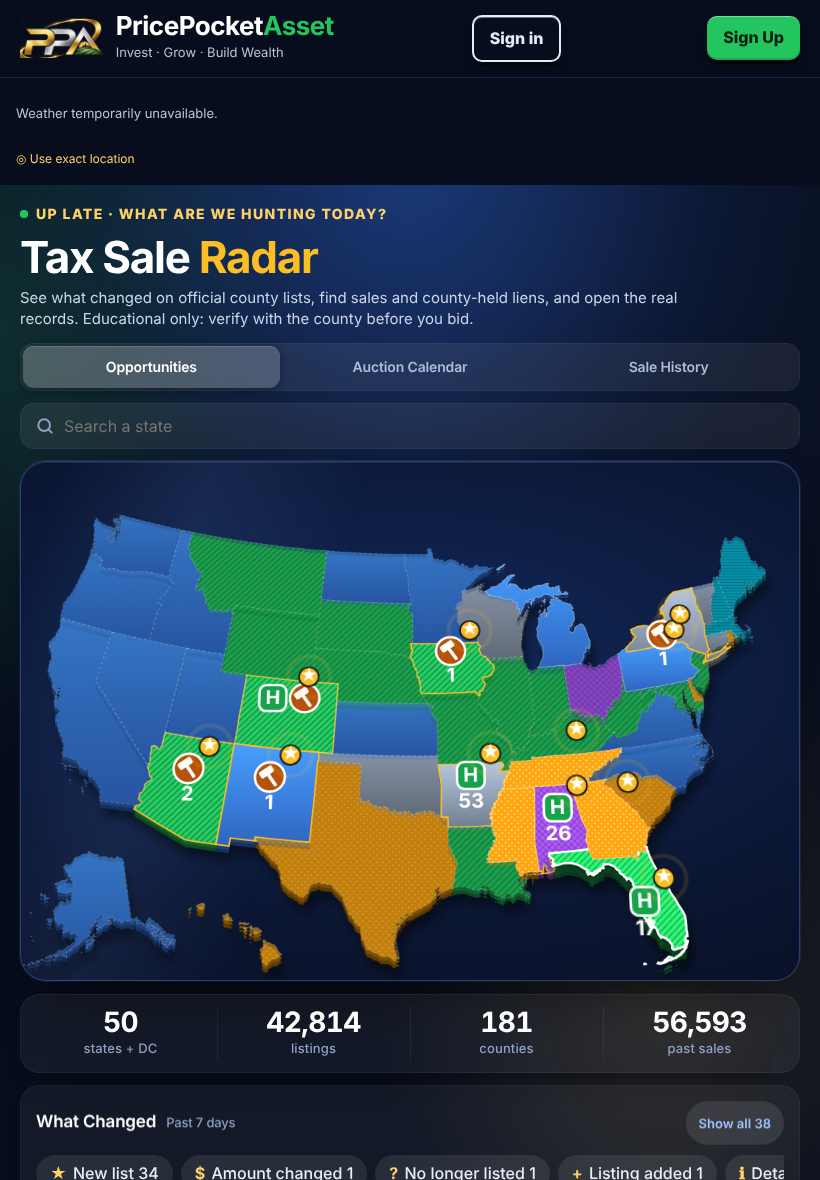 PPA
PricePocketAsset
Invest · Grow · Build Wealth
Sign in
Sign Up
Weather temporarily unavailable.
◎ Use exact location
UP LATE · WHAT ARE WE HUNTING TODAY?
Tax Sale Radar
See what changed on official county lists, find sales and county-held liens, and open the real
records. Educational only: verify with the county before you bid.
Opportunities
Auction Calendar
Sale History
Search a state
1
1
H
2
1
H
53
H
26
H
17
50
states + DC
42,814
listings
181
counties
56,593
past sales
What Changed
Past 7 days
Show all 38
★ New list 34
$ Amount changed 1
? No longer listed 1
+ Listing added 1